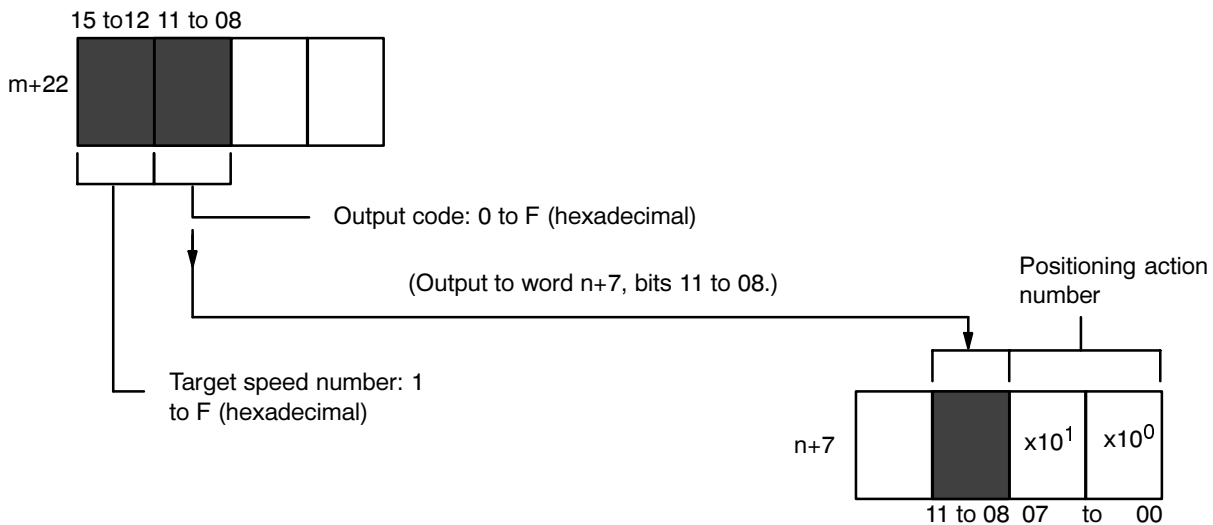 15 to12 11 to 08
m+22
Output code: 0 to F (hexadecimal)
(Output to word n+7, bits 11 to 08.)
Positioning action
number
Target speed number: 1
to F (hexadecimal)
n+7
x10¹ x10⁰
11 to 08 07 to 00